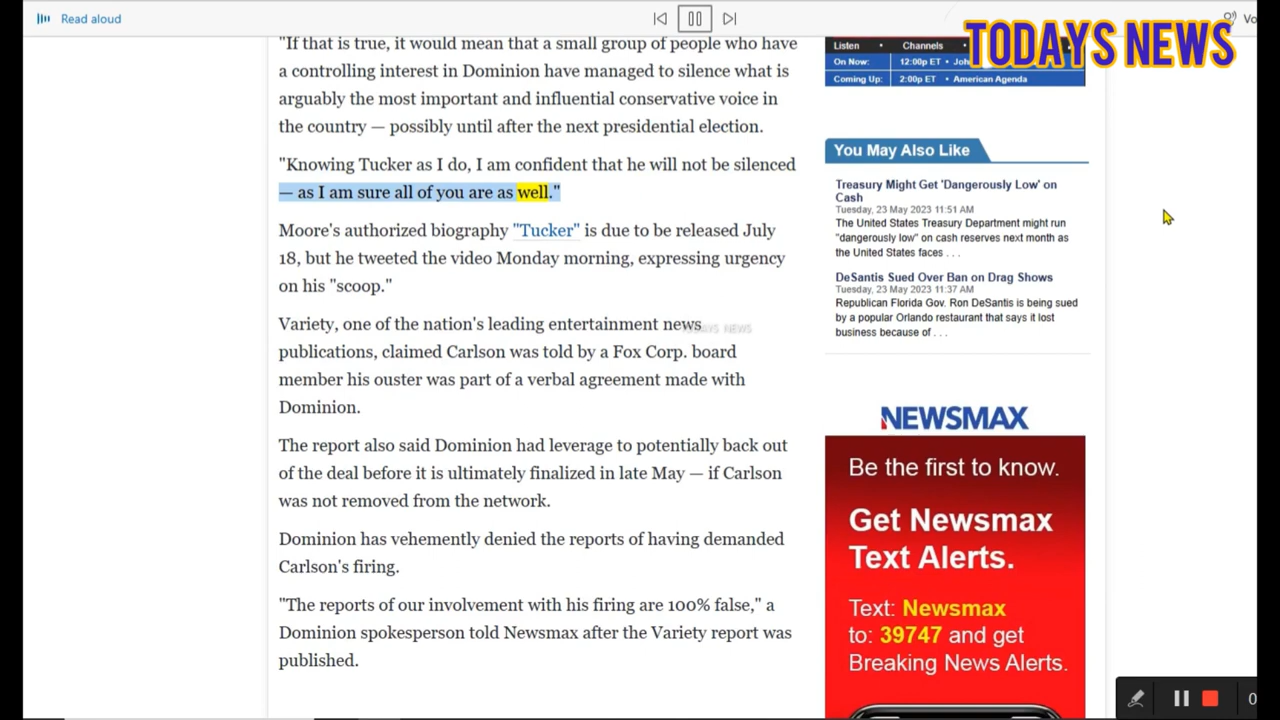 Read aloud
Vo
TODAYS NEWS
"If that is true, it would mean that a small group of people who have
a controlling interest in Dominion have managed to silence what is
arguably the most important and influential conservative voice in
the country — possibly until after the next presidential election.
"Knowing Tucker as I do, I am confident that he will not be silenced
— as I am sure all of you are as well."
Moore's authorized biography "Tucker" is due to be released July
18, but he tweeted the video Monday morning, expressing urgency
on his "scoop."
Variety, one of the nation's leading entertainment news
TODAYS NEWS
publications, claimed Carlson was told by a Fox Corp. board
member his ouster was part of a verbal agreement made with
Dominion.
The report also said Dominion had leverage to potentially back out
of the deal before it is ultimately finalized in late May — if Carlson
was not removed from the network.
Dominion has vehemently denied the reports of having demanded
Carlson's firing.
"The reports of our involvement with his firing are 100% false," a
Dominion spokesperson told Newsmax after the Variety report was
published.
Listen • Channels •
On Now: 12:00p ET • Joh
Coming Up: 2:00p ET • American Agenda
You May Also Like
Treasury Might Get 'Dangerously Low' on
Cash
Tuesday, 23 May 2023 11:51 AM
The United States Treasury Department might run
"dangerously low" on cash reserves next month as
the United States faces . . .
DeSantis Sued Over Ban on Drag Shows
Tuesday, 23 May 2023 11:37 AM
Republican Florida Gov. Ron DeSantis is being sued
by a popular Orlando restaurant that says it lost
business because of . . .
NEWSMAX
Be the first to know.
Get Newsmax
Text Alerts.
Text: Newsmax
to: 39747 and get
Breaking News Alerts.
0